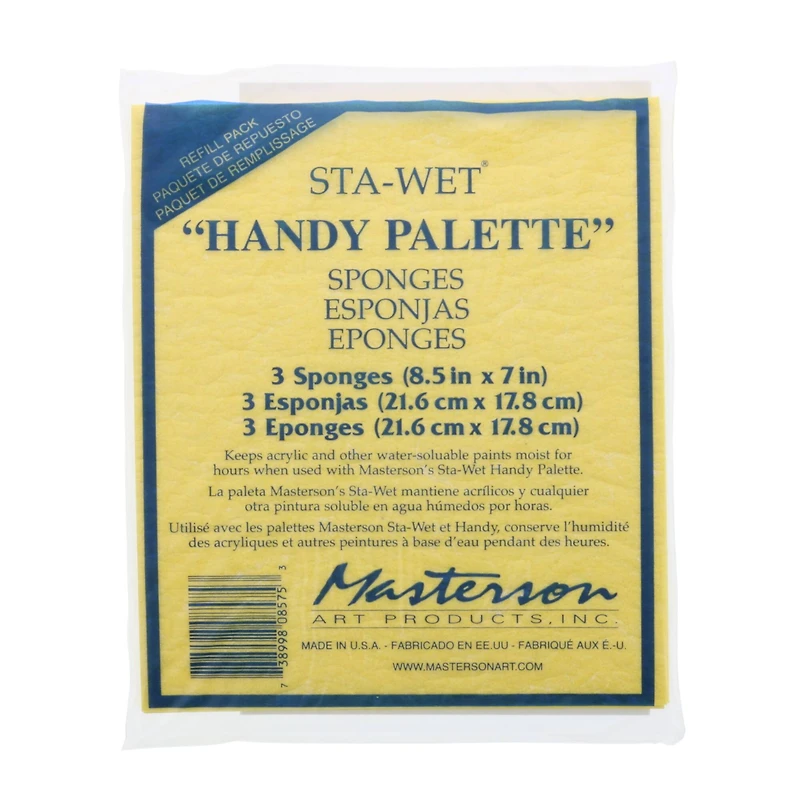 REFILL PACK
PAQUETE DE REPUESTO
PAQUET DE REMPLISSAGE
STA-WET®
“HANDY PALETTE”
SPONGES
ESPONJAS
EPONGES
3 Sponges (8.5 in x 7 in)
3 Esponjas (21.6 cm x 17.8 cm)
3 Eponges (21.6 cm x 17.8 cm)
Keeps acrylic and other water-soluable paints moist for
hours when used with Masterson's Sta-Wet Handy Palette.
La paleta Masterson's Sta-Wet mantiene acrílicos y cualquier
otra pintura soluble en agua húmedos por horas.
Utilisé avec les palettes Masterson Sta-Wet et Handy, conserve l'humidité
des acryliques et autres peintures à base d'eau pendant des heures.
7 38998 08575 3
Masterson
ART PRODUCTS, INC.
MADE IN U.S.A. - FABRICADO EN EE.UU - FABRIQUÉ AUX É.-U.
WWW.MASTERSONART.COM